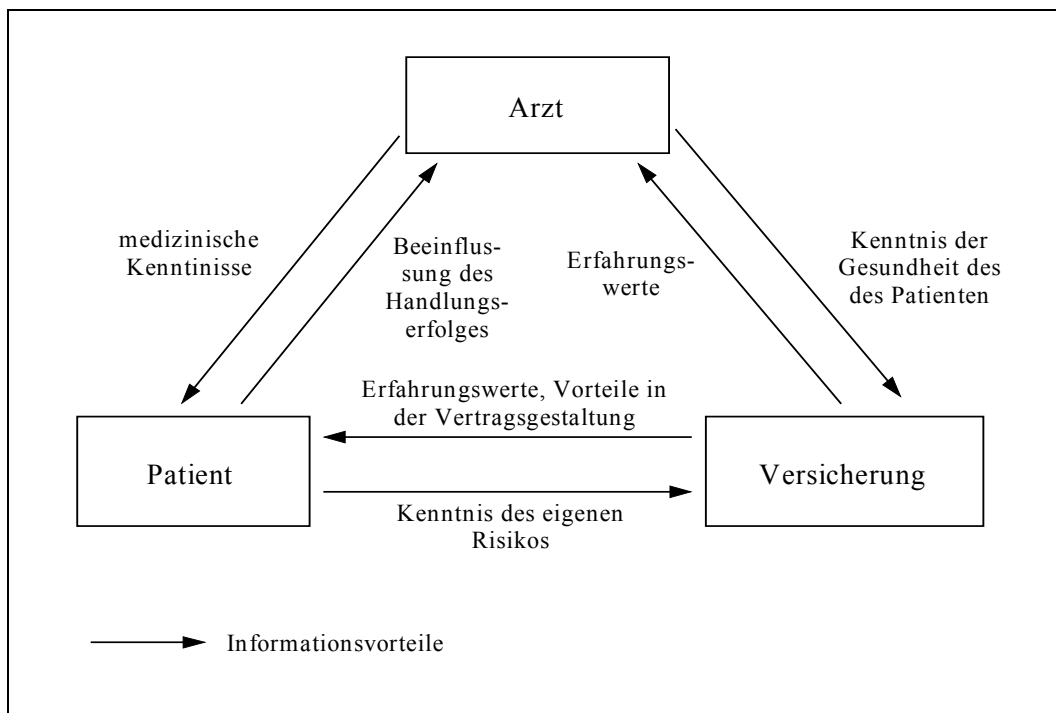 Arzt
medizinische
Kenntinisse
Beeinflus-
sung des
Handlungs-
erfolges
Erfahrungs-
werte
Kenntnis der
Gesundheit des
des Patienten
Erfahrungswerte, Vorteile in
der Vertragsgestaltung
Patient
Versicherung
Kenntnis des eigenen
Risikos
Informationsvorteile